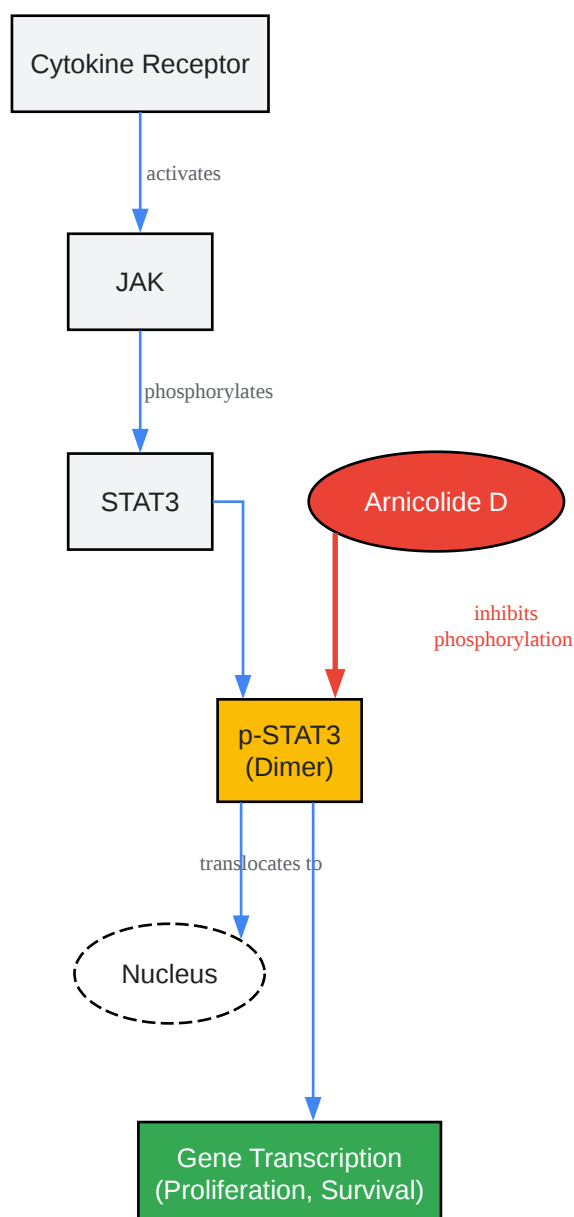 Cytokine Receptor
activates
JAK
phosphorylates
STAT3
Arnicolide D
inhibits
phosphorylation
p-STAT3
(Dimer)
translocates to
Nucleus
Gene Transcription
(Proliferation, Survival)